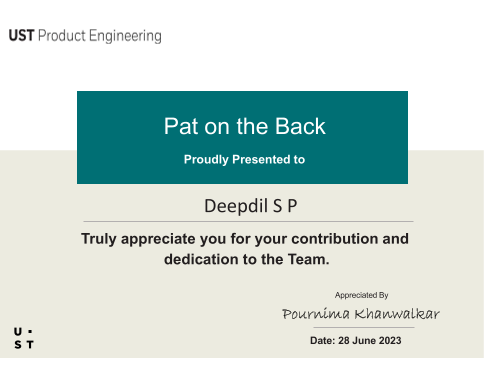 UST Product Engineering
Pat on the Back
Proudly Presented to
Deepdil S P
Truly appreciate you for your contribution and
dedication to the Team.
Appreciated By
Pournima Khanwalkar
Date: 28 June 2023
U ·
S T